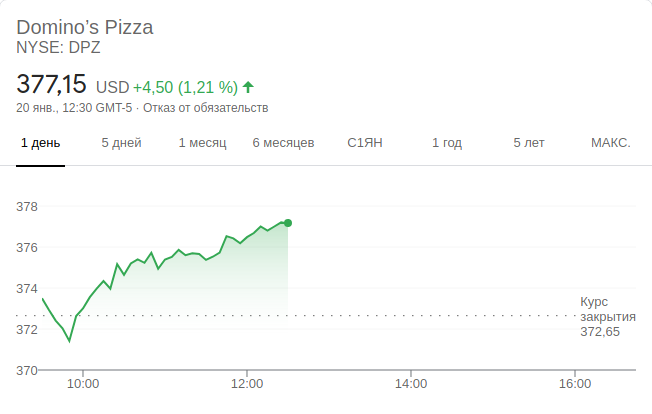 Domino's Pizza
NYSE: DPZ
377,15 USD +4,50 (1,21 %)
20 янв., 12:30 GMT-5 · Отказ от обязательств
1 день 5 дней 1 месяц 6 месяцев С1ЯН 1 год 5 лет МАКС.
378
376
374
372
370
Курс
закрытия
372,65
10:00 12:00 14:00 16:00